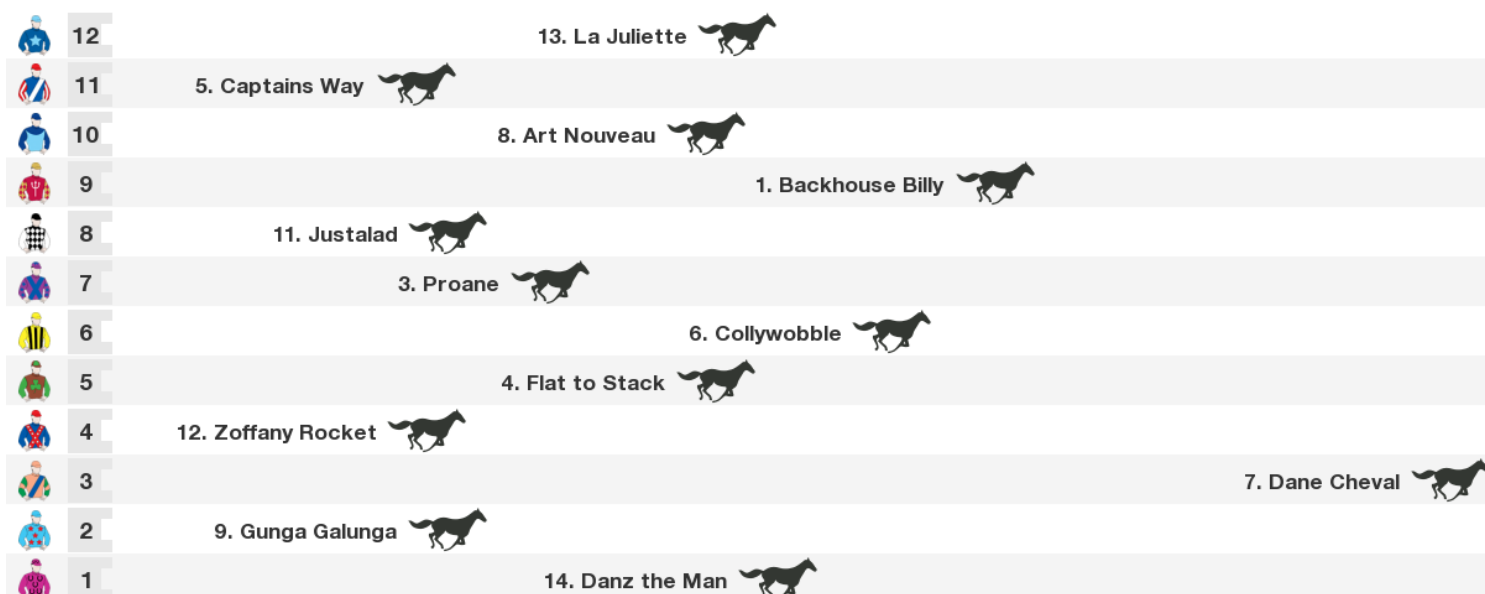 12 13. La Juliette
11 5. Captains Way
10 8. Art Nouveau
9 1. Backhouse Billy
8 11. Justalad
7 3. Proane
6 6. Collywobble
5 4. Flat to Stack
4 12. Zoffany Rocket
3 7. Dane Cheval
2 9. Gunga Galunga
1 14. Danz the Man